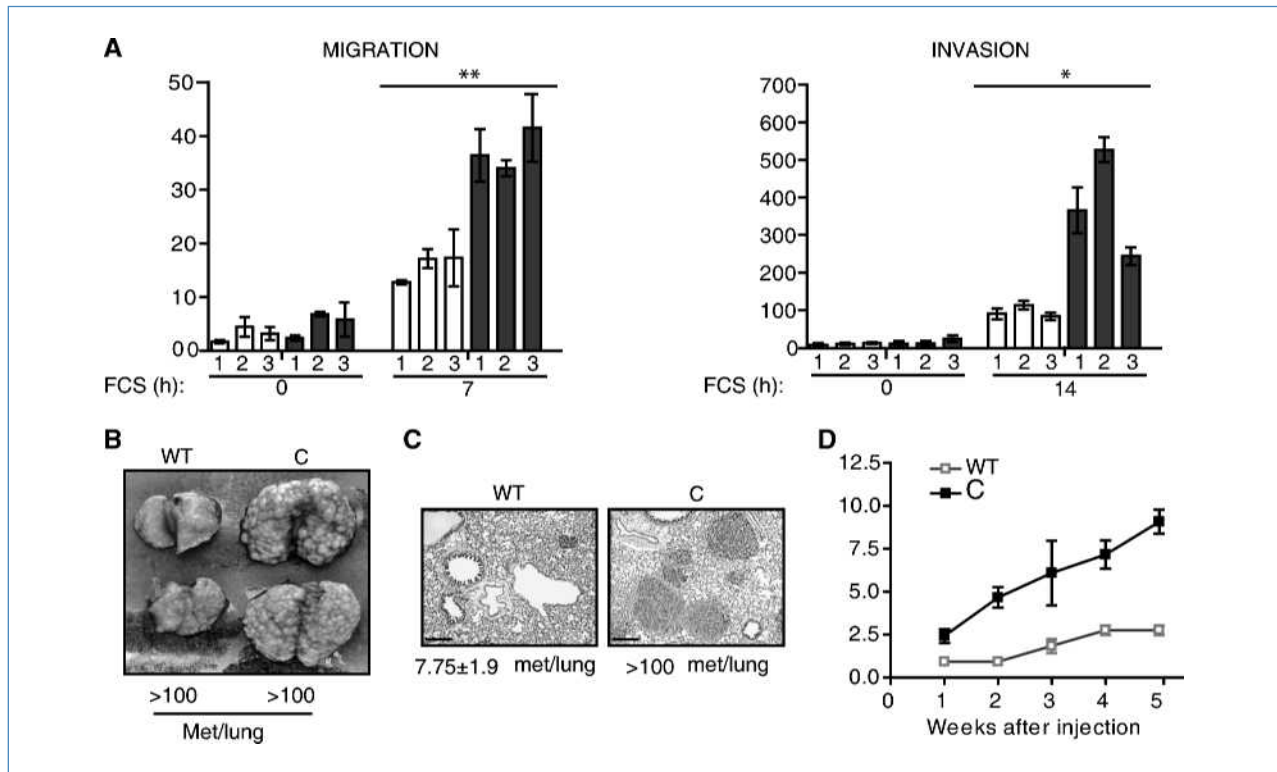 A
MIGRATION
**
50
40
30
20
10
00
1 2 3 1 2 3 1 2 3 1 2 3
FCS (h): 0 7
INVASION
*
700
600
500
400
300
200
100
0
1 2 3 1 2 3 1 2 3 1 2 3
FCS (h): 0 14
B
WT C
>100 >100
Met/lung
C
WT C
7.75±1.9 met/lung >100 met/lung
D
WT
C
12.5
10.0
7.5
5.0
2.5
0.0
0 1 2 3 4 5
Weeks after injection